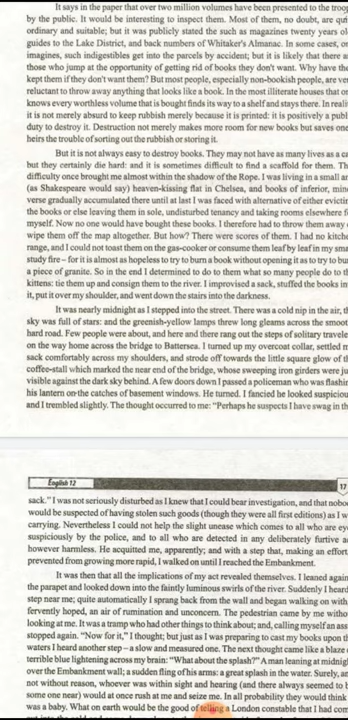 It says in the paper that over two million volumes have been presented to the troop
by the public. It would be interesting to inspect them. Most of them, no doubt, are qui
ordinary and suitable; but it was publicly stated the such as magazines twenty years ol
guides to the Lake District, and back numbers of Whitaker's Almanac. In some cases, on
imagines, such indigestibles get into the parcels by accident; but it is likely that there a
those who jump at the opportunity of getting rid of books they don't want. Why have the
kept them if they don't want them? But most people, especially non-bookish people, are ver
reluctant to throw away anything that looks like a book. In the most illiterate houses that on
knows every worthless volume that is bought finds its way to a shelf and stays there. In reali
it is not merely absurd to keep rubbish merely because it is printed: it is positively a publ
duty to destroy it. Destruction not merely makes more room for new books but saves one
heirs the trouble of sorting out the rubbish or storing it.
But it is not always easy to destroy books. They may not have as many lives as a ca
but they certainly die hard: and it is sometimes difficult to find a scaffold for them. Th
difficulty once brought me almost within the shadow of the Rope. I was living in a small an
(as Shakespeare would say) heaven-kissing flat in Chelsea, and books of inferior, mino
verse gradually accumulated there until at last I was faced with alternative of either evictin
the books or else leaving them in sole, undisturbed tenancy and taking rooms elsewhere f
myself. Now no one would have bought these books. I therefore had to throw them away
wipe them off the map altogether. But how? There were scores of them. I had no kitche
range, and I could not toast them on the gas-cooker or consume them leaf by leaf in my sma
study fire – for it is almost as hopeless to try to burn a book without opening it as to try to bu
a piece of granite. So in the end I determined to do to them what so many people do to th
kittens: tie them up and consign them to the river. I improvised a sack, stuffed the books in
it, put it over my shoulder, and went down the stairs into the darkness.
It was nearly midnight as I stepped into the street. There was a cold nip in the air, th
sky was full of stars: and the greenish-yellow lamps threw long gleams across the smoot
hard road. Few people were about, and here and there rang out the steps of solitary travele
on the way home across the bridge to Battersea. I turned up my overcoat collar, settled m
sack comfortably across my shoulders, and strode off towards the little square glow of th
coffee-stall which marked the near end of the bridge, whose sweeping iron girders were ju
visible against the dark sky behind. A few doors down I passed a policeman who was flashin
his lantern on the catches of basement windows. He turned. I fancied he looked suspiciou
and I trembled slightly. The thought occurred to me: "Perhaps he suspects I have swag in th
English 12
17
sack." I was not seriously disturbed as I knew that I could bear investigation, and that nobo
would be suspected of having stolen such goods (though they were all first editions) as I w
carrying. Nevertheless I could not help the slight unease which comes to all who are eye
suspiciously by the police, and to all who are detected in any deliberately furtive a
however harmless. He acquitted me, apparently; and with a step that, making an effort
prevented from growing more rapid, I walked on until I reached the Embankment.
It was then that all the implications of my act revealed themselves. I leaned again
the parapet and looked down into the faintly luminous swirls of the river. Suddenly I heard
step near me; quite automatically I sprang back from the wall and began walking on with
fervently hoped, an air of rumination and unconcern. The pedestrian came by me witho
looking at me. It was a tramp who had other things to think about; and, calling myself an ass
stopped again. "Now for it," I thought; but just as I was preparing to cast my books upon th
waters I heard another step – a slow and measured one. The next thought came like a blaze
terrible blue lightening across my brain: "What about the splash?" A man leaning at midnigh
over the Embankment wall; a sudden fling of his arms: a great splash in the water. Surely, an
not without reason, whoever was within sight and hearing (and there always seemed to b
some one near) would at once rush at me and seize me. In all probability they would think
was a baby. What on earth would be the good of telling a London constable that I had com